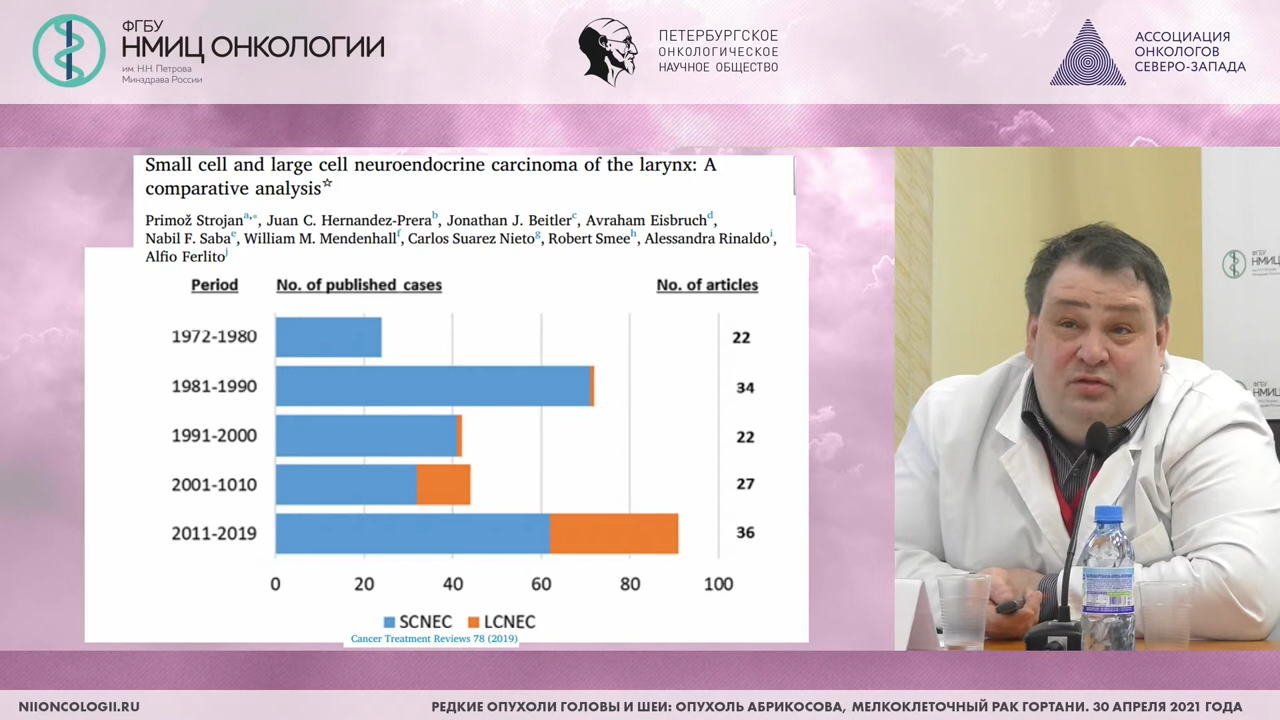 ФГБУ
НМИЦ ОНКОЛОГИИ
им. Н.Н. Петрова
Минздрава России
ПЕТЕРБУРГСКОЕ
ОНКОЛОГИЧЕСКОЕ
НАУЧНОЕ ОБЩЕСТВО
АССОЦИАЦИЯ
ОНКОЛОГОВ
СЕВЕРО-ЗАПАДА
Small cell and large cell neuroendocrine carcinoma of the larynx: A
comparative analysis☆
Primož Strojan a,*, Juan C. Hernandez-Prera b, Jonathan J. Beitler c, Avraham Eisbruch d,
Nabil F. Saba e, William M. Mendenhall f, Carlos Suarez Nieto g, Robert Smee h, Alessandra Rinaldo i,
Alfio Ferlito j
Period No. of published cases No. of articles
1972-1980 22
1981-1990 34
1991-2000 22
2001-1010 27
2011-2019 36
0 20 40 60 80 100
SCNEC LCNEC
Cancer Treatment Reviews 78 (2019)
ФГБУ
НМИЦ
ФГБУ
НМИЦ
NIIONCOLOGII.RU
РЕДКИЕ ОПУХОЛИ ГОЛОВЫ И ШЕИ: ОПУХОЛЬ АБРИКОСОВА, МЕЛКОКЛЕТОЧНЫЙ РАК ГОРТАНИ. 30 АПРЕЛЯ 2021 ГОДА